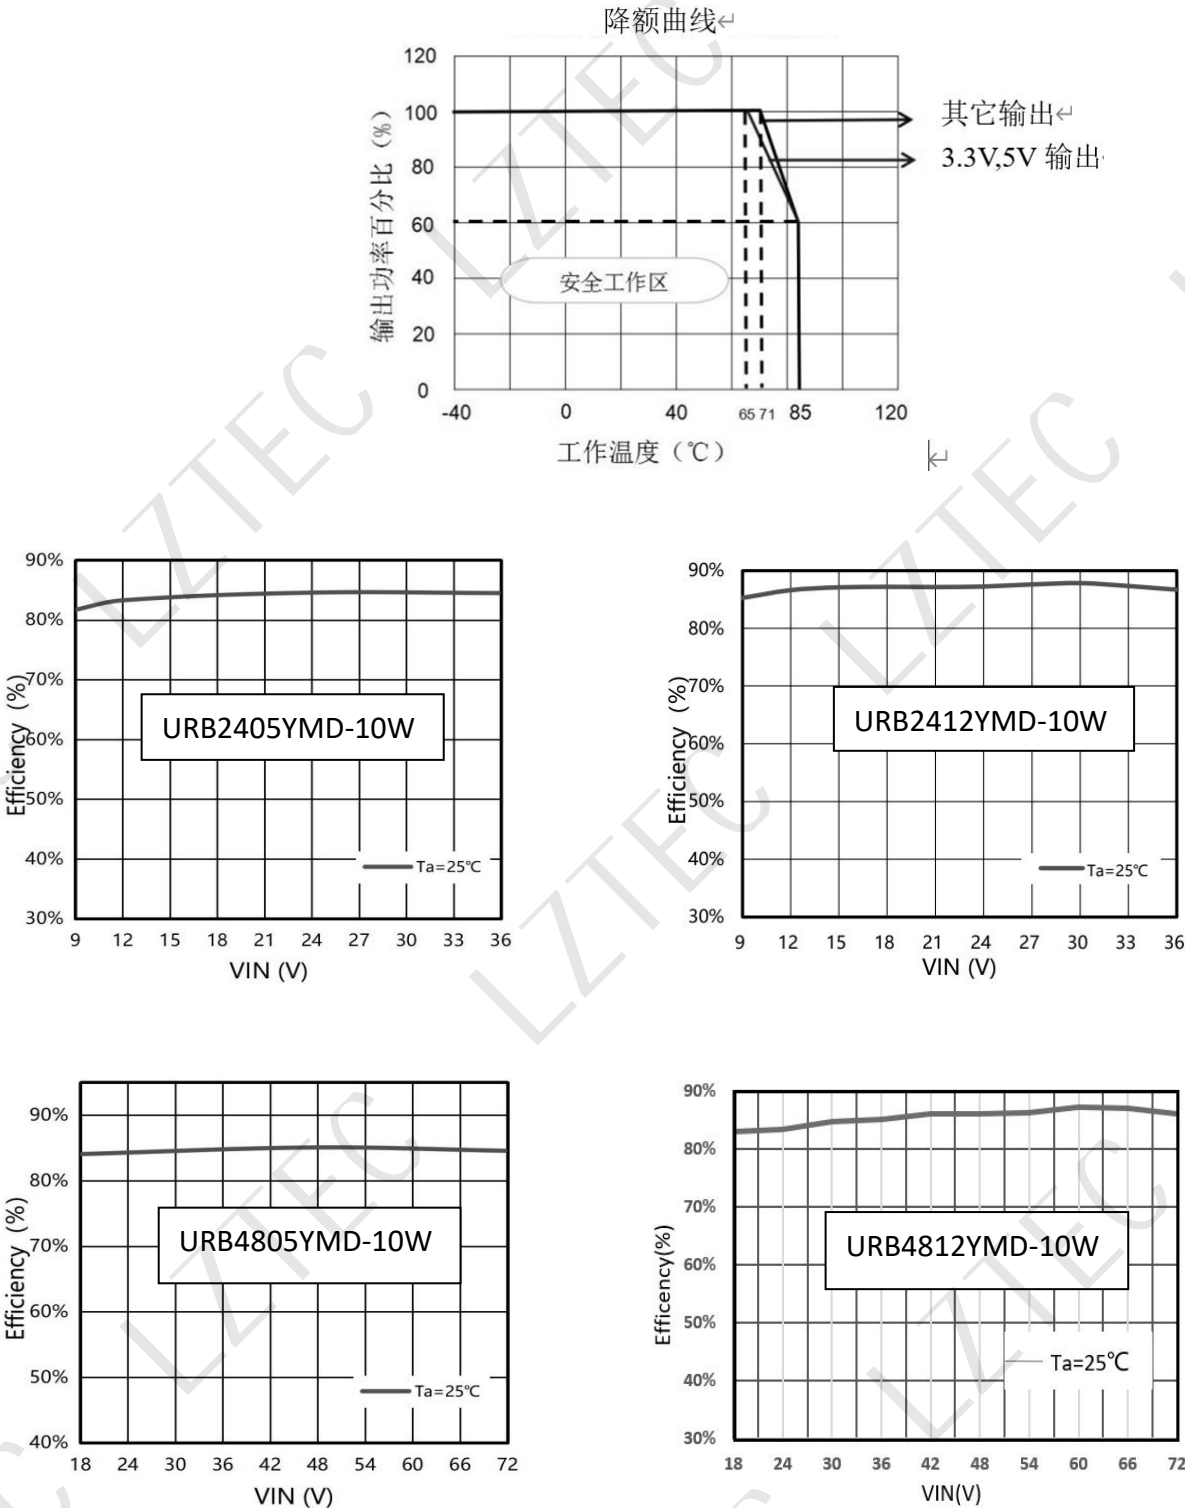 降额曲线↵
120
100
80
60
40
20
0
输出功率百分比（%）
其它输出↵
3.3V,5V 输出
安全工作区
-40 0 40 65 71 85 120
工作温度（℃）
↵
90%
80%
70%
60%
50%
40%
30%
Efficiency (%)
URB2405YMD-10W
Ta=25℃
9 12 15 18 21 24 27 30 33 36
VIN (V)
90%
80%
70%
60%
50%
40%
30%
Efficiency (%)
URB2412YMD-10W
Ta=25℃
9 12 15 18 21 24 27 30 33 36
VIN (V)
90%
80%
70%
60%
50%
40%
Efficiency (%)
URB4805YMD-10W
Ta=25℃
18 24 30 36 42 48 54 60 66 72
VIN (V)
90%
80%
70%
60%
50%
40%
30%
Efficency(%)
URB4812YMD-10W
Ta=25℃
18 24 30 36 42 48 54 60 66 72
VIN(V)
LZTEC
LZTEC
LZTEC
LZTEC
LZTEC
LZTEC